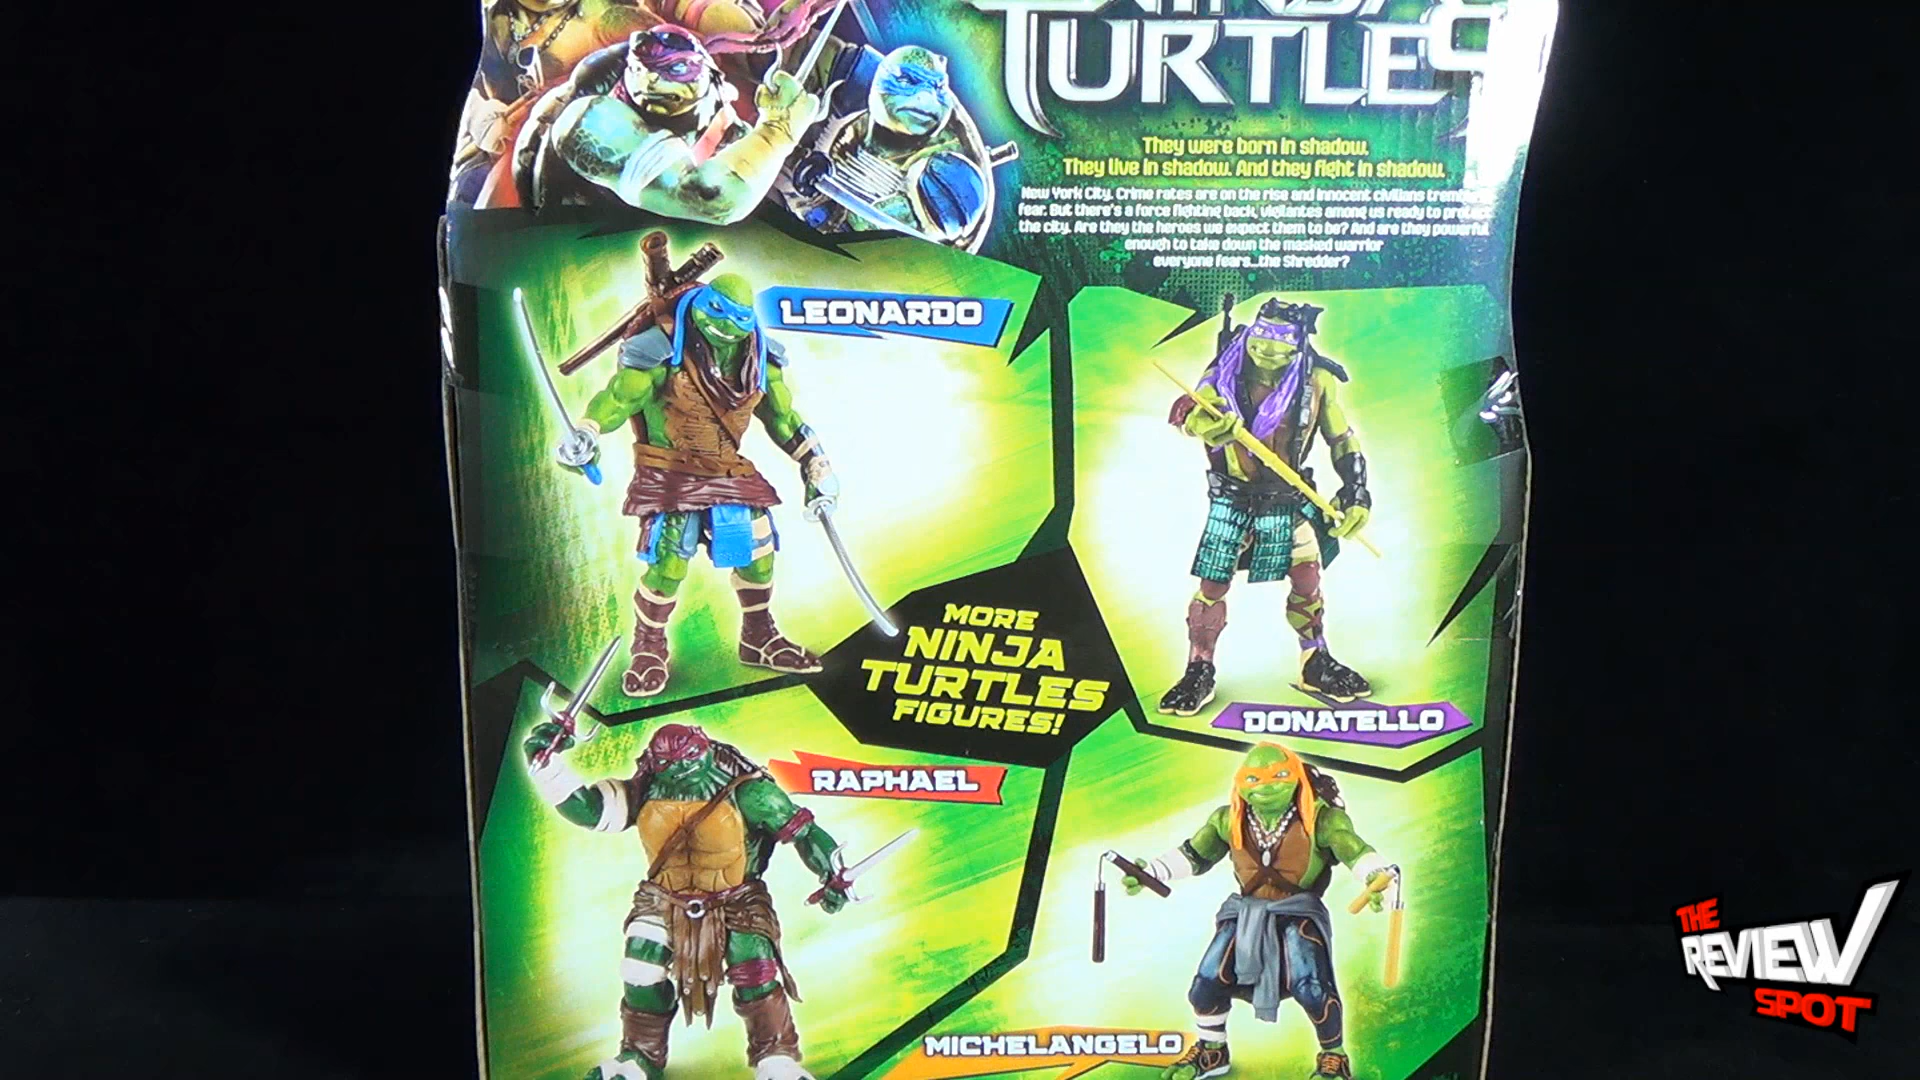 TURTLES
They were born in shadow.
They live in shadow. And they fight in shadow.
New York City. Crime rates are on the rise and innocent civilians
fear. But there's a force fighting back, vigilantes among us ready to protect
the city. Are they the heroes we expect them to be? And are they powerful
enough to take down the masked warrior
everyone fears...the Shredder?
LEONARDO
DONATELLO
MORE
NINJA
TURTLES
FIGURES!
RAPHAEL
MICHELANGELO
THE
REVIEW
SPOT